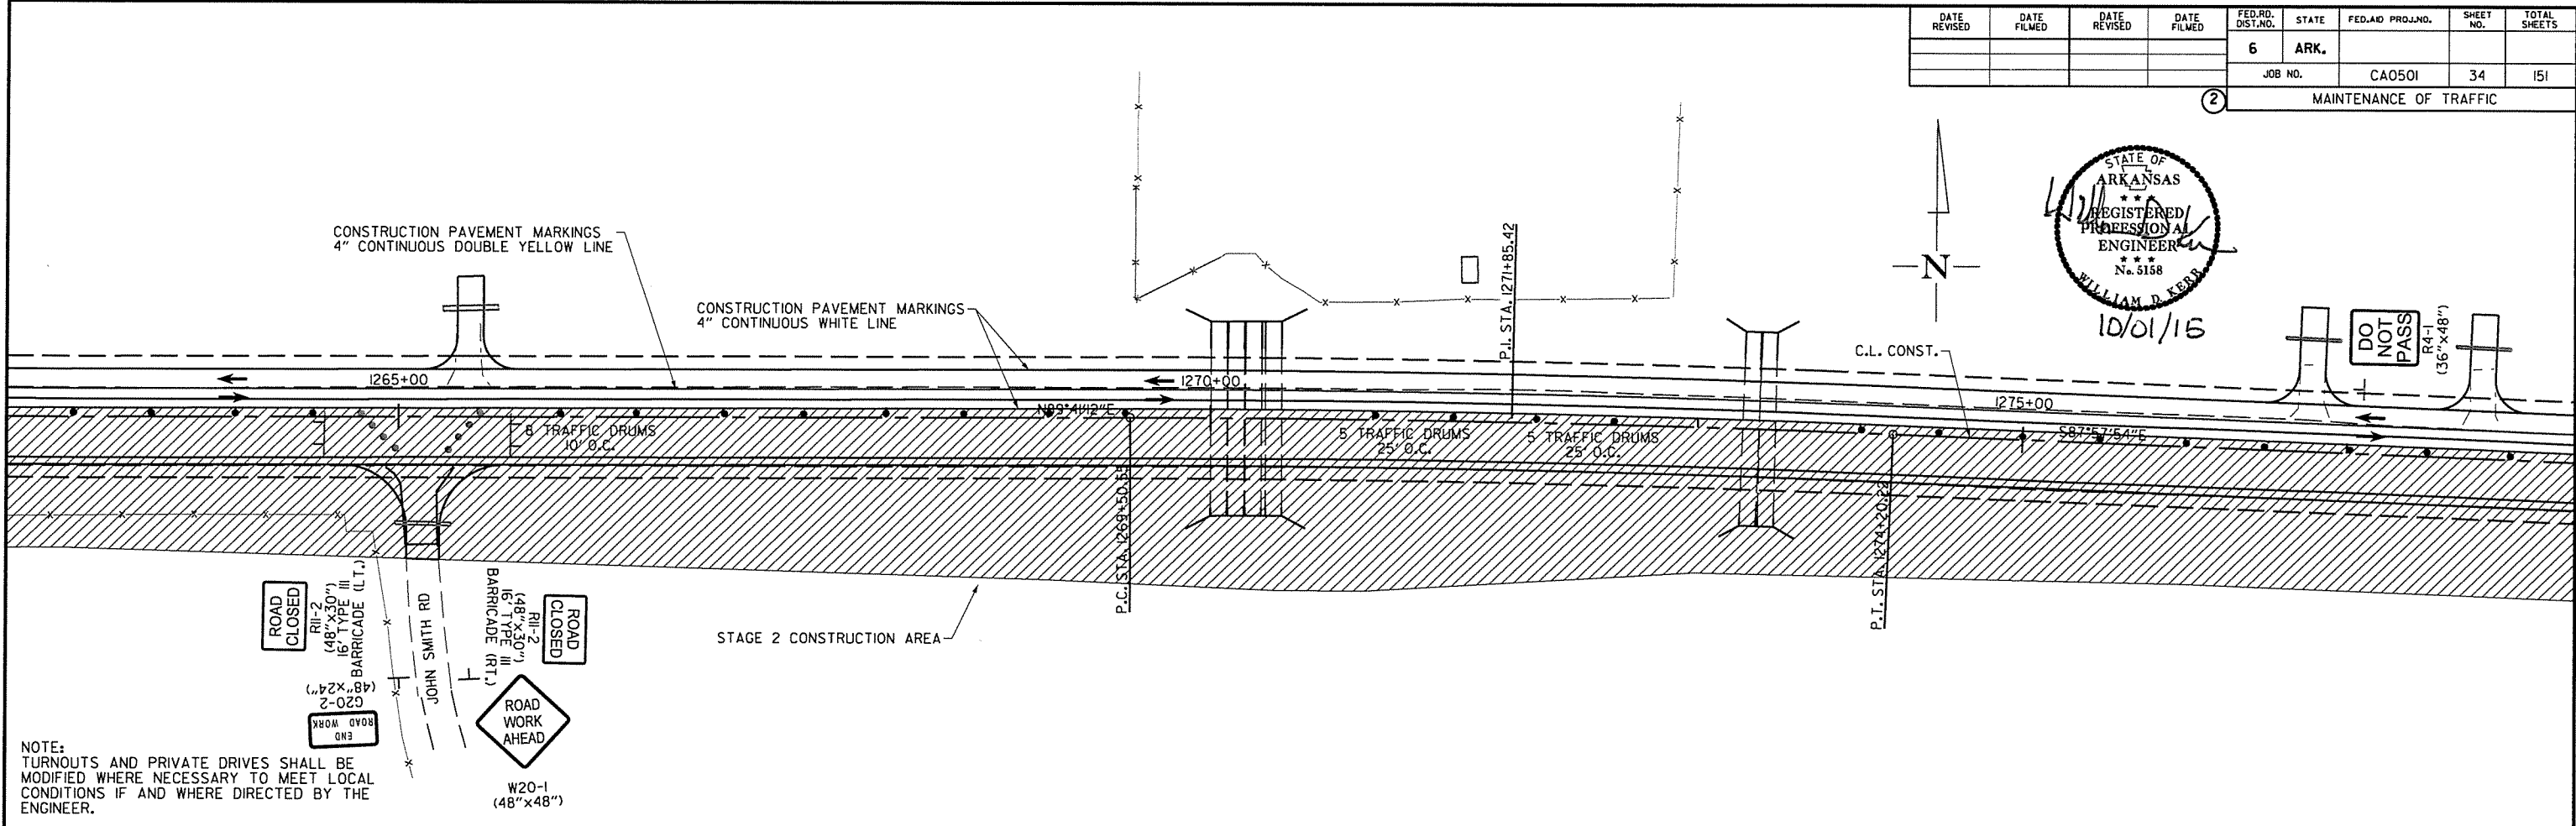 DATE REVISED
DATE FILMED
DATE REVISED
DATE FILMED
FED.RD. DIST.NO.
STATE
FED.AID PROJ.NO.
SHEET NO.
TOTAL SHEETS
6
ARK.
JOB NO.
CA0501
34
151
2
MAINTENANCE OF TRAFFIC
STATE OF
ARKANSAS
REGISTERED
PROFESSIONAL
ENGINEER
No. 5158
WILLIAM D. KERR
10/01/15
N
CONSTRUCTION PAVEMENT MARKINGS
4" CONTINUOUS DOUBLE YELLOW LINE
CONSTRUCTION PAVEMENT MARKINGS
4" CONTINUOUS WHITE LINE
P.I. STA. 1271+85.42
C.L. CONST.
DO
NOT
PASS
R4-1
(36"x48")
1265+00
1270+00
1275+00
N89°41'12"E
S87°57'54"E
8 TRAFFIC DRUMS
10' O.C.
5 TRAFFIC DRUMS
25' O.C.
5 TRAFFIC DRUMS
25' O.C.
P.C. STA. 1269+50.55
P.T. STA. 1274+20.22
STAGE 2 CONSTRUCTION AREA
ROAD
CLOSED
R11-2
(48"x30")
16' TYPE III
BARRICADE (LT.)
JOHN SMITH RD
ROAD
CLOSED
R11-2
(48"x30")
16' TYPE III
BARRICADE (RT.)
END
ROAD WORK
G20-2
(48"x24")
ROAD
WORK
AHEAD
W20-1
(48"x48")
NOTE:
TURNOUTS AND PRIVATE DRIVES SHALL BE
MODIFIED WHERE NECESSARY TO MEET LOCAL
CONDITIONS IF AND WHERE DIRECTED BY THE
ENGINEER.